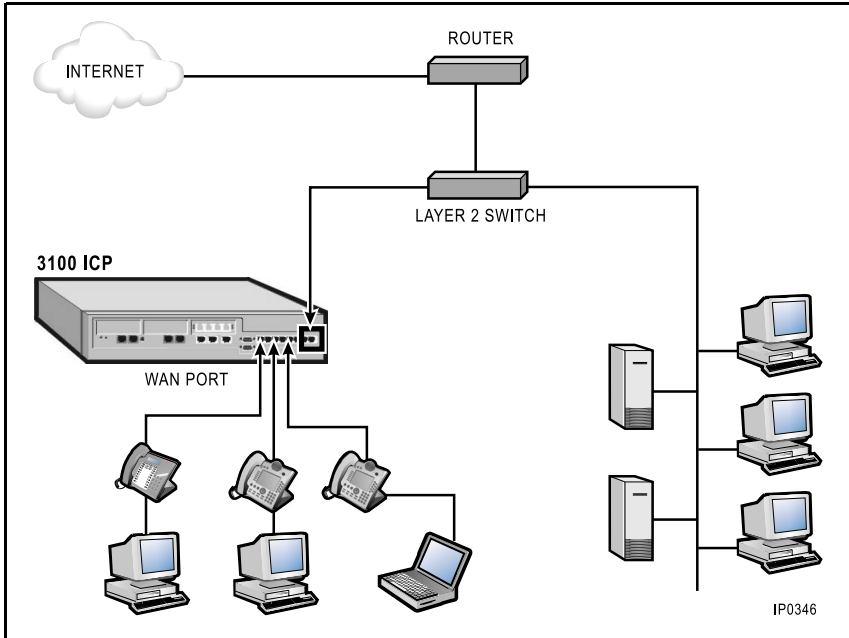 ROUTER
INTERNET
LAYER 2 SWITCH
3100 ICP
WAN PORT
IP0346